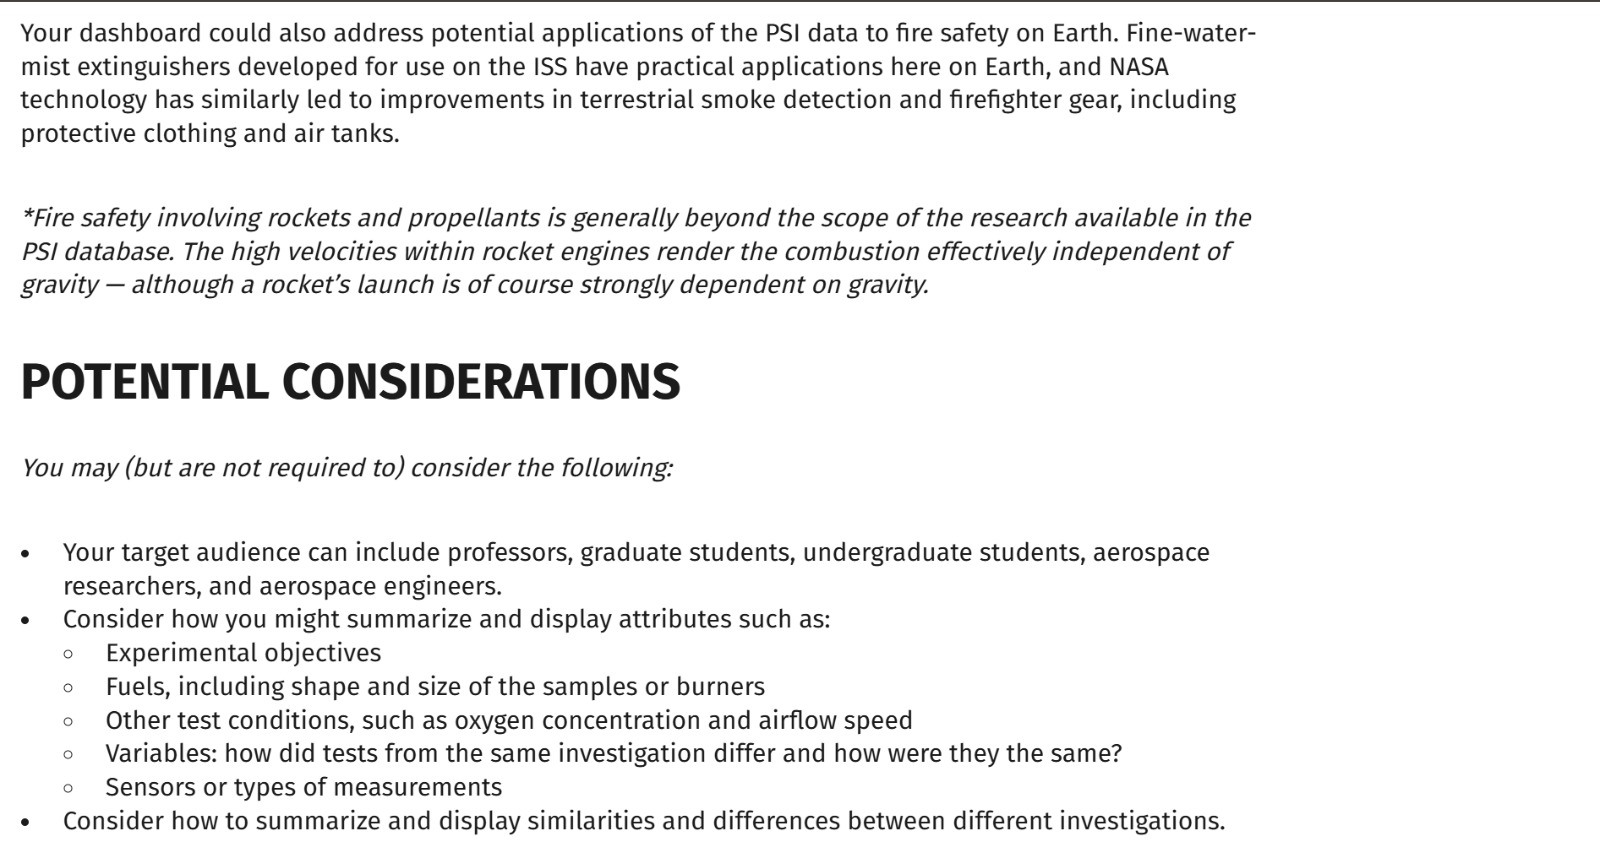 Your dashboard could also address potential applications of the PSI data to fire safety on Earth. Fine-water-
mist extinguishers developed for use on the ISS have practical applications here on Earth, and NASA
technology has similarly led to improvements in terrestrial smoke detection and firefighter gear, including
protective clothing and air tanks.
*Fire safety involving rockets and propellants is generally beyond the scope of the research available in the
PSI database. The high velocities within rocket engines render the combustion effectively independent of
gravity — although a rocket’s launch is of course strongly dependent on gravity.
POTENTIAL CONSIDERATIONS
You may (but are not required to) consider the following:
• Your target audience can include professors, graduate students, undergraduate students, aerospace
researchers, and aerospace engineers.
• Consider how you might summarize and display attributes such as:
◦ Experimental objectives
◦ Fuels, including shape and size of the samples or burners
◦ Other test conditions, such as oxygen concentration and airflow speed
◦ Variables: how did tests from the same investigation differ and how were they the same?
◦ Sensors or types of measurements
• Consider how to summarize and display similarities and differences between different investigations.